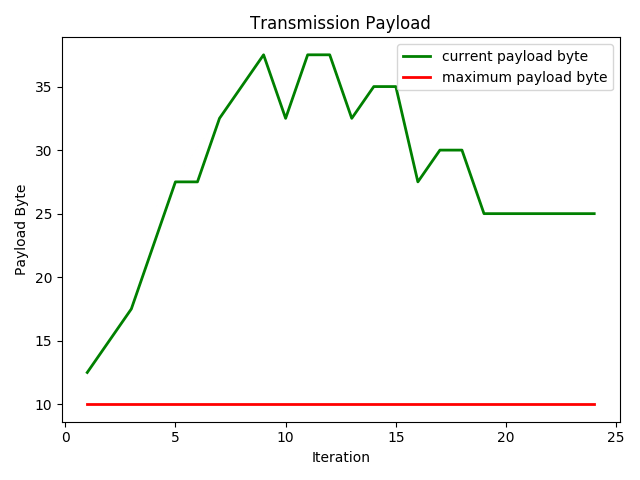 Transmission Payload
current payload byte
maximum payload byte
35
30
25
20
15
10
Payload Byte
0 5 10 15 20 25
Iteration